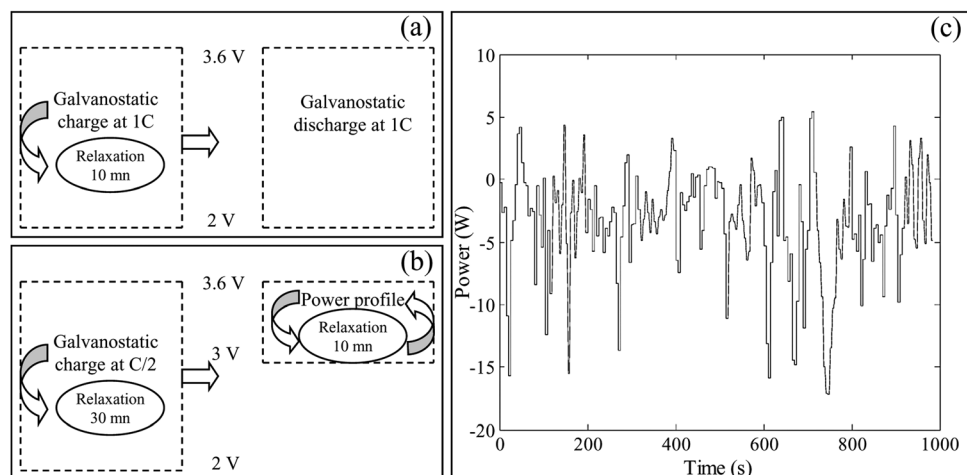 (a)
3.6 V
Galvanostatic
charge at 1C
Relaxation
10 mn
Galvanostatic
discharge at 1C
2 V
(b)
3.6 V
Galvanostatic
charge at C/2
Relaxation
30 mn
3 V
Power profile
Relaxation
10 mn
2 V
(c)
10
5
0
-5
-10
-15
-20
Power (W)
0
200
400
600
800
1000
Time (s)